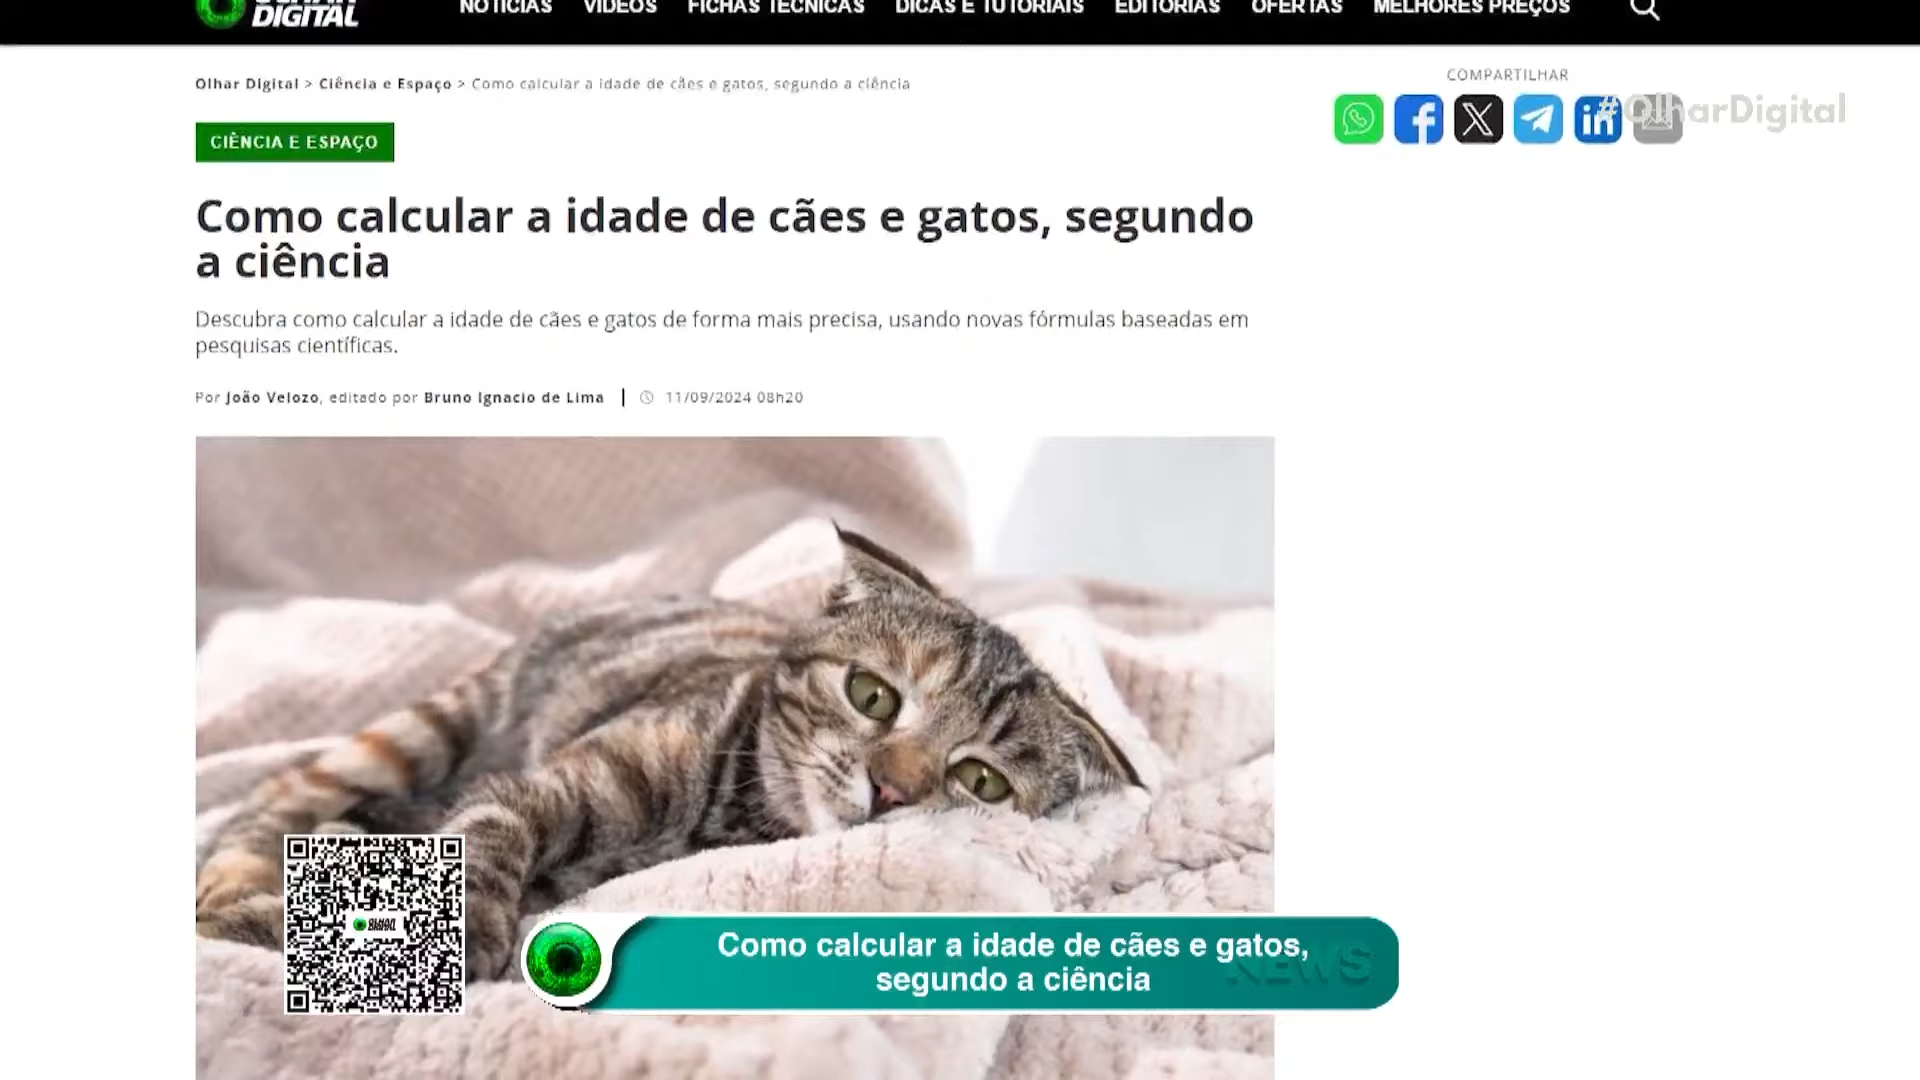 OLHAR
DIGITAL
NOTÍCIAS VÍDEOS FICHAS TÉCNICAS DICAS E TUTORIAIS EDITORIAS OFERTAS MELHORES PREÇOS
Olhar Digital > Ciência e Espaço > Como calcular a idade de cães e gatos, segundo a ciência
COMPARTILHAR
#OlharDigital
CIÊNCIA E ESPAÇO
Como calcular a idade de cães e gatos, segundo
a ciência
Descubra como calcular a idade de cães e gatos de forma mais precisa, usando novas fórmulas baseadas em
pesquisas científicas.
Por João Velozo, editado por Bruno Ignacio de Lima | 11/09/2024 08h20
OLHAR
DIGITAL
Como calcular a idade de cães e gatos,
segundo a ciência
NEWS